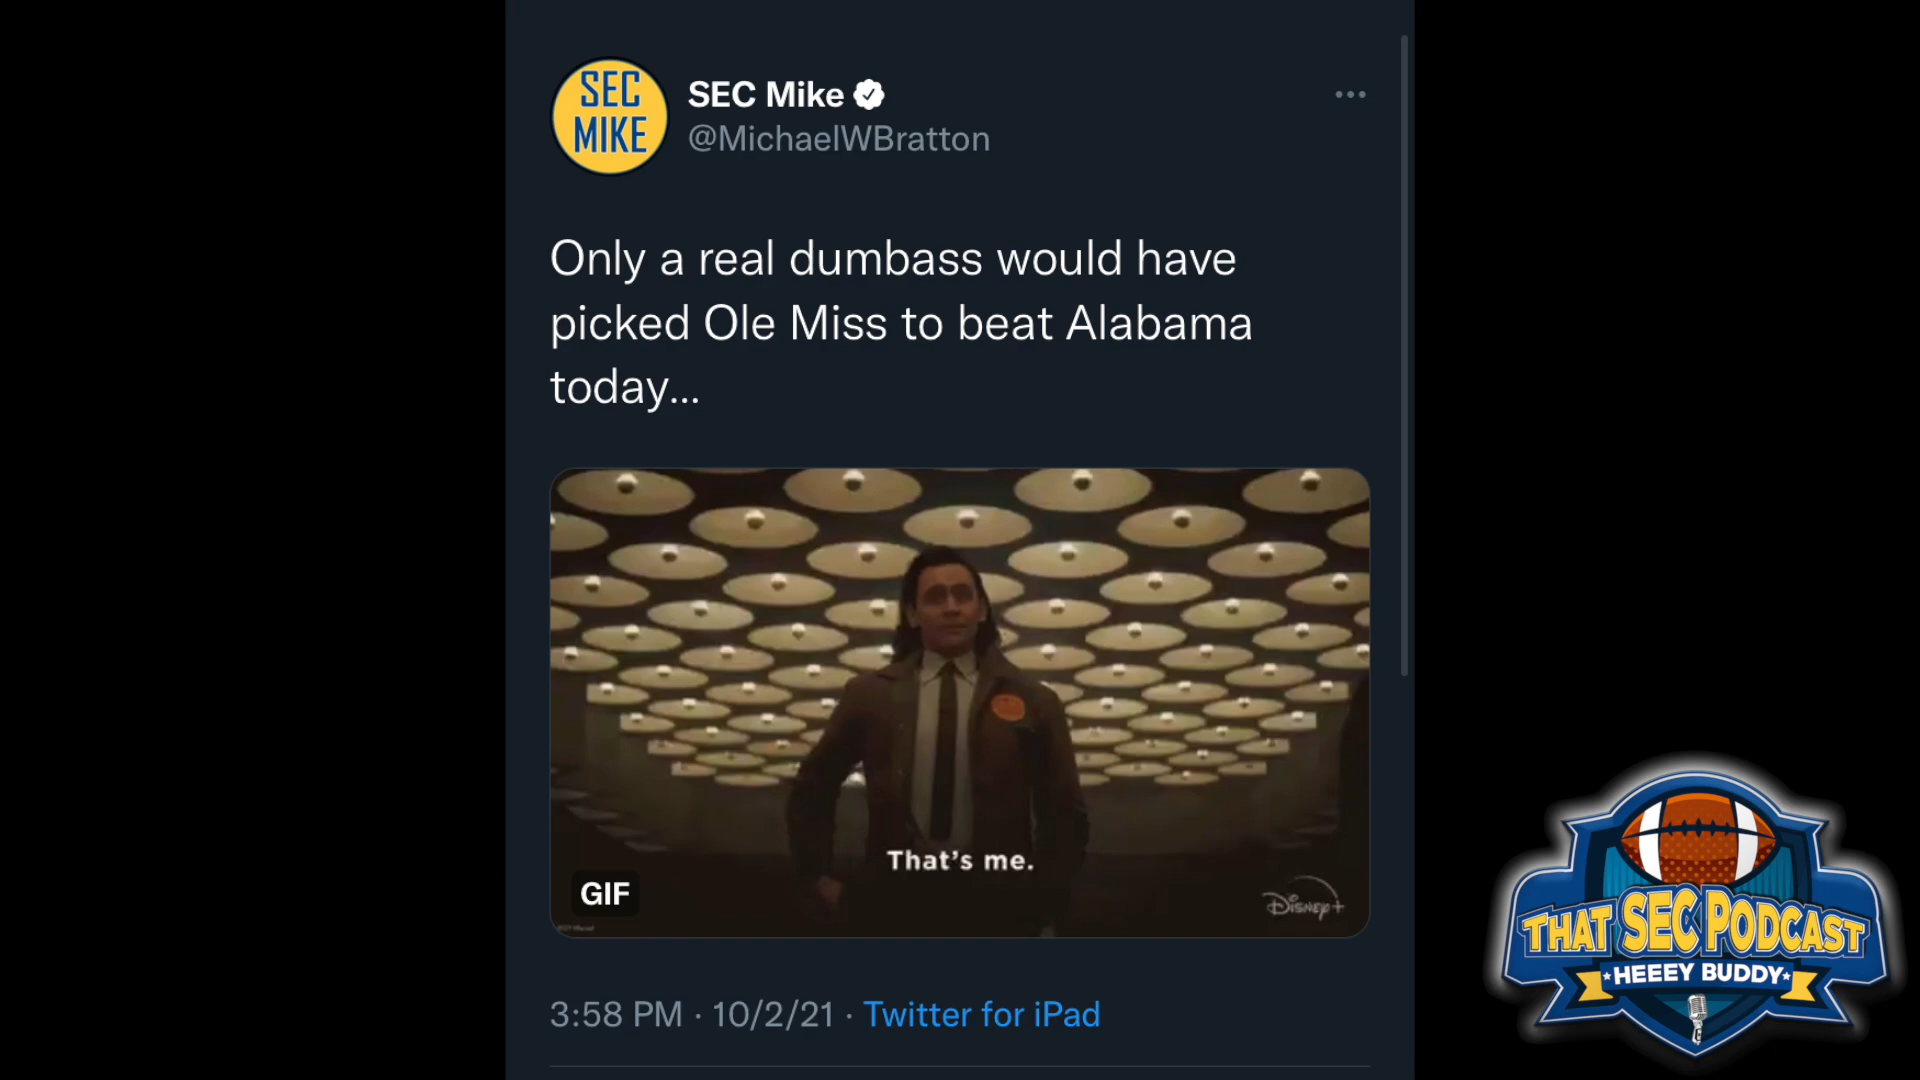 SEC
MIKE
SEC Mike
@MichaelWBratton
Only a real dumbass would have
picked Ole Miss to beat Alabama
today...
That's me.
GIF
Disney+
3:58 PM · 10/2/21 · Twitter for iPad
THAT SEC PODCAST
HEEEY BUDDY